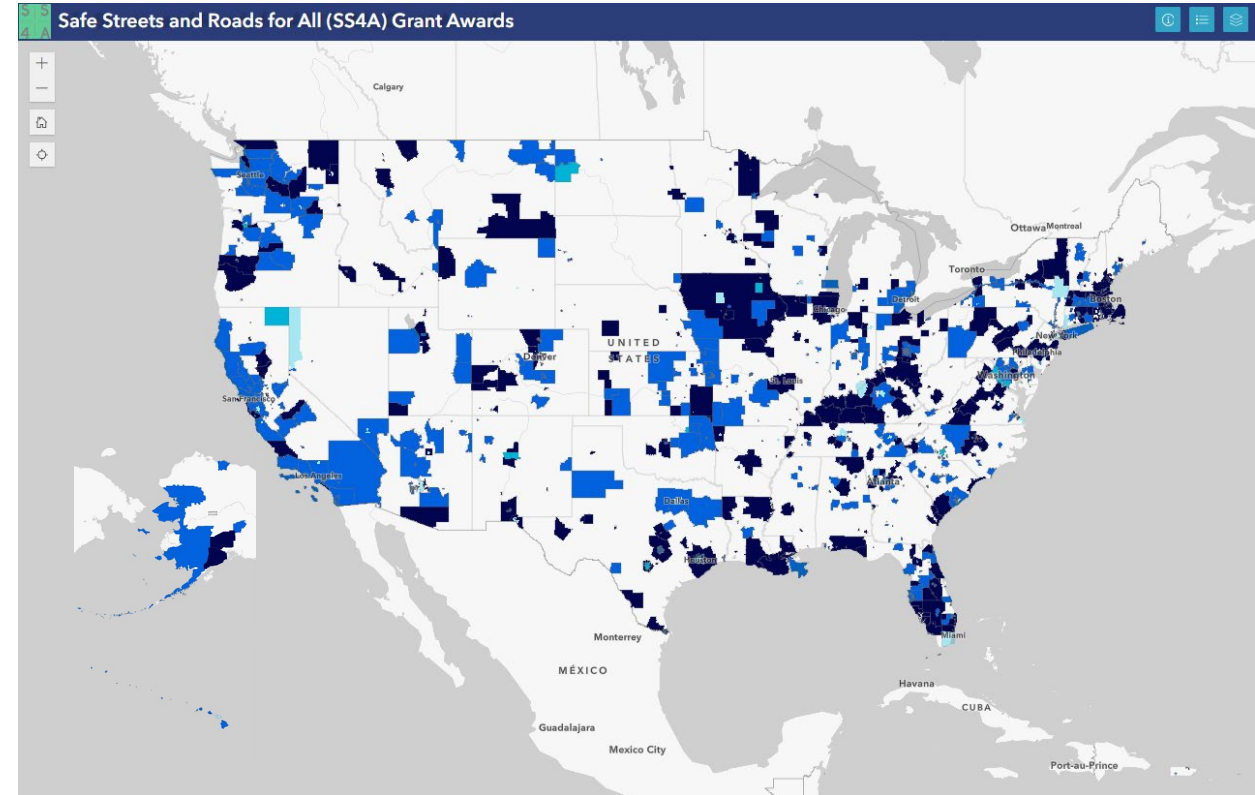 S S
4 A
Safe Streets and Roads for All (SS4A) Grant Awards
Calgary
Seattle
Ottawa
Montreal
Toronto
Boston
Detroit
Chicago
New York
UNITED
STATES
Denver
Philadelphia
Washington
St. Louis
San Francisco
Los Angeles
Atlanta
Dallas
Houston
Miami
Monterrey
MÉXICO
Havana
CUBA
Guadalajara
Mexico City
Port-au-Prince